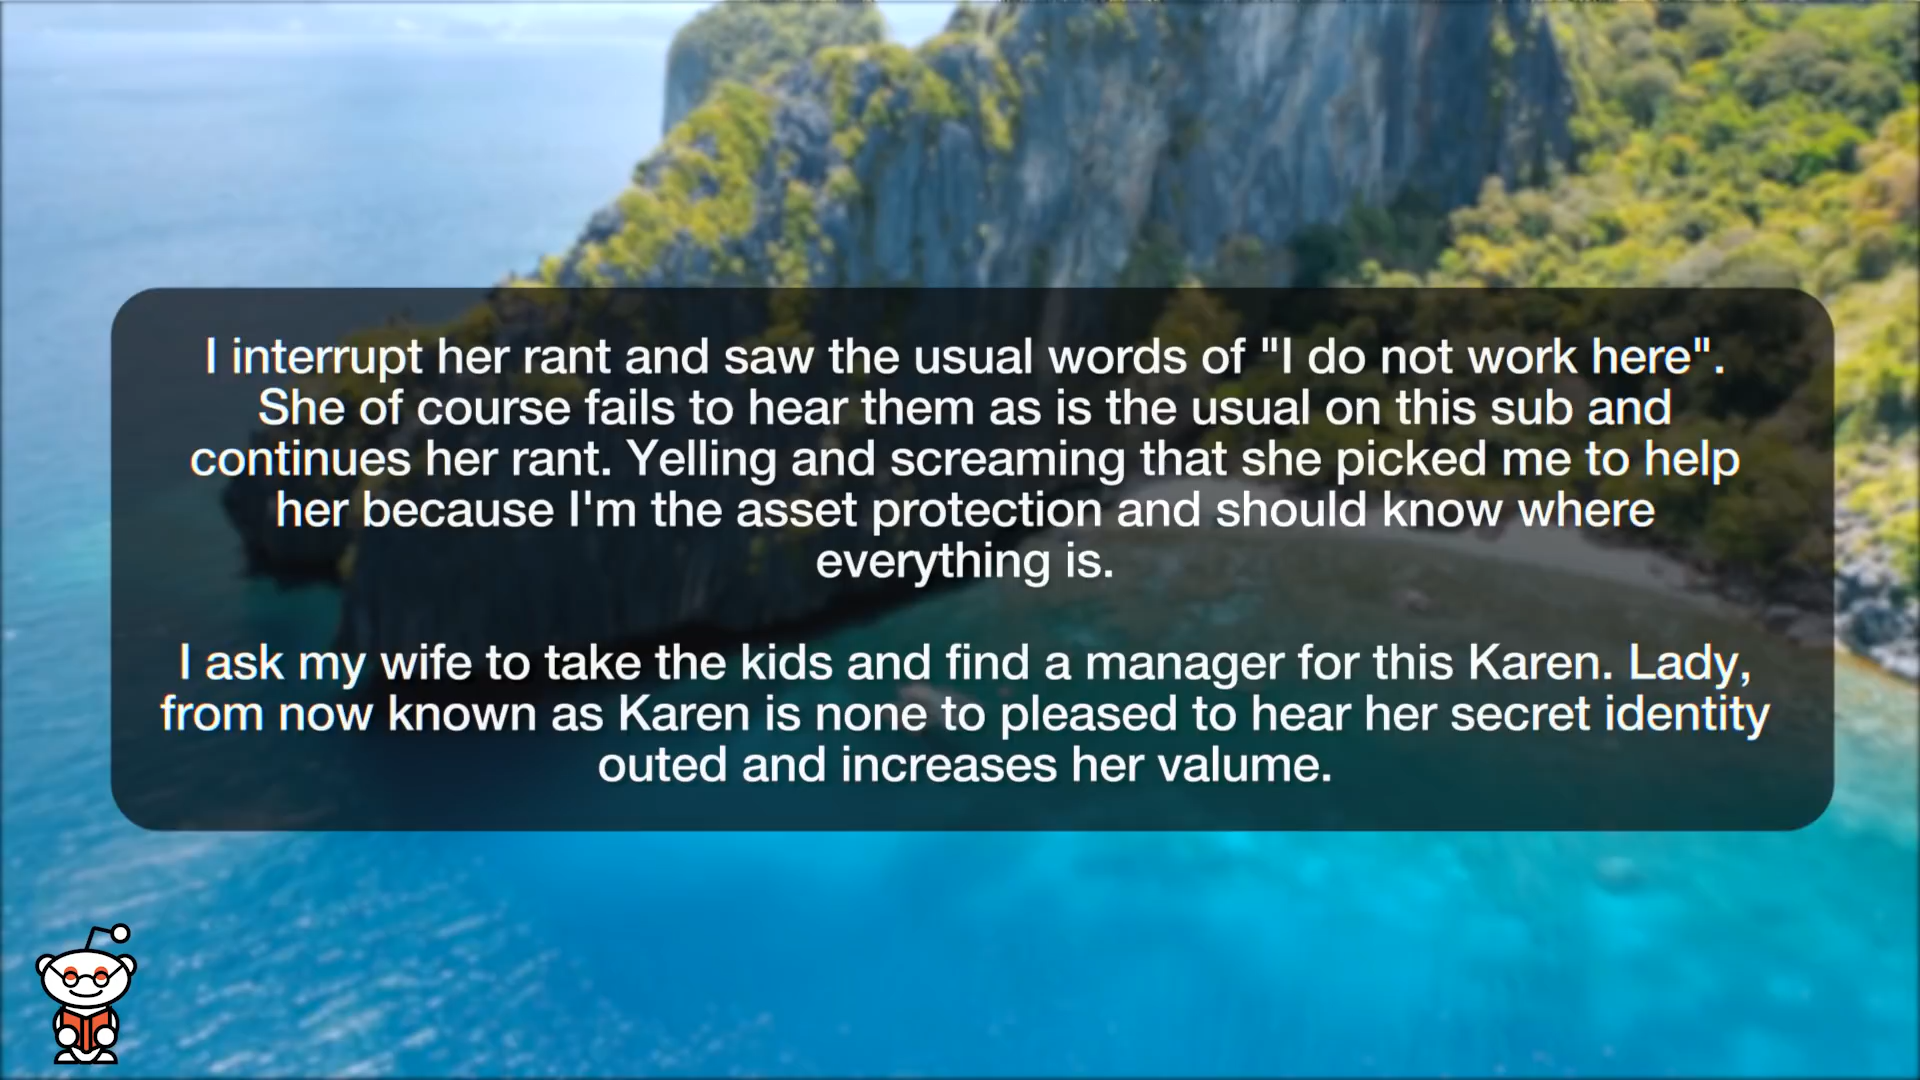 I interrupt her rant and saw the usual words of "I do not work here".
She of course fails to hear them as is the usual on this sub and
continues her rant. Yelling and screaming that she picked me to help
her because I'm the asset protection and should know where
everything is.
I ask my wife to take the kids and find a manager for this Karen. Lady,
from now known as Karen is none to pleased to hear her secret identity
outed and increases her valume.